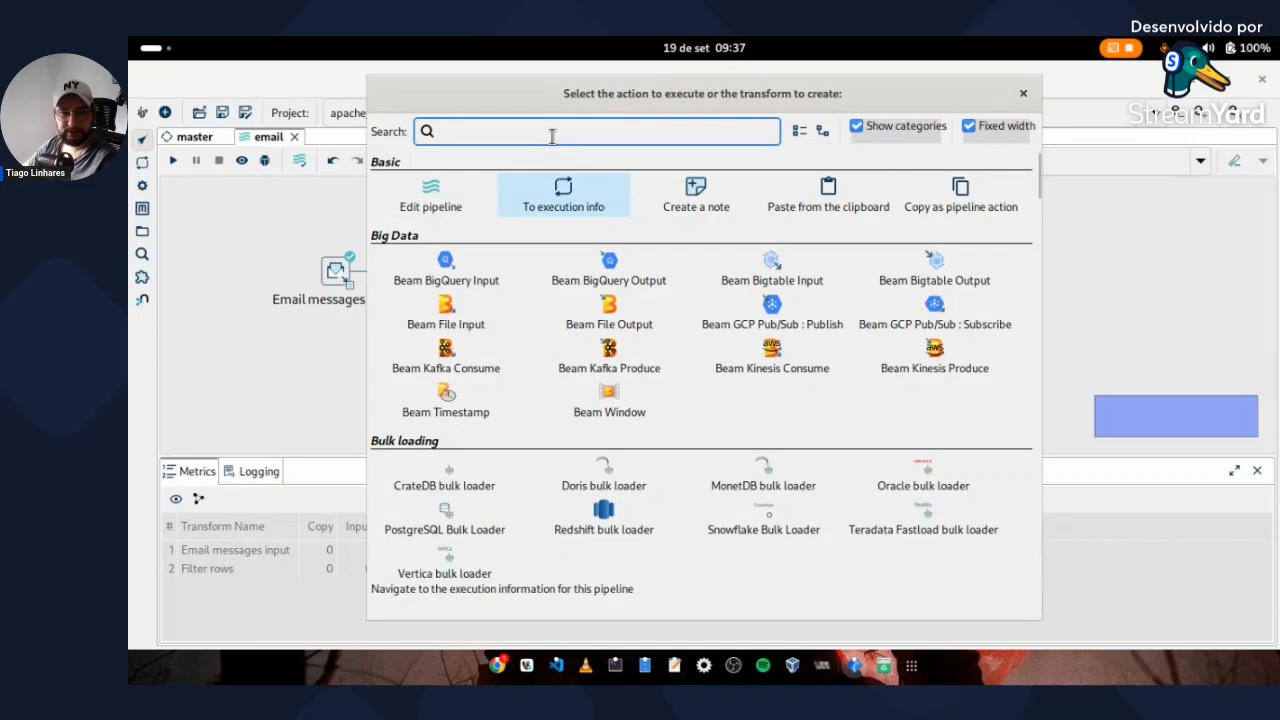 Desenvolvido por
StreamYard
Tiago Linhares
19 de set 09:37
100%
Project:
apache
master
email
Select the action to execute or the transform to create:
Search:
Show categories
Fixed width
Basic
Edit pipeline
To execution info
Create a note
Paste from the clipboard
Copy as pipeline action
Big Data
Beam BigQuery Input
Beam BigQuery Output
Beam Bigtable Input
Beam Bigtable Output
Beam File Input
Beam File Output
Beam GCP Pub/Sub : Publish
Beam GCP Pub/Sub : Subscribe
Beam Kafka Consume
Beam Kafka Produce
Beam Kinesis Consume
Beam Kinesis Produce
Beam Timestamp
Beam Window
Bulk loading
CrateDB bulk loader
Doris bulk loader
MonetDB bulk loader
Oracle bulk loader
PostgreSQL Bulk Loader
Redshift bulk loader
Snowflake Bulk Loader
Teradata Fastload bulk loader
Vertica bulk loader
Navigate to the execution information for this pipeline
Email messages
Metrics
Logging
# Transform Name Copy Inpu
1 Email messages input 0
2 Filter rows 0